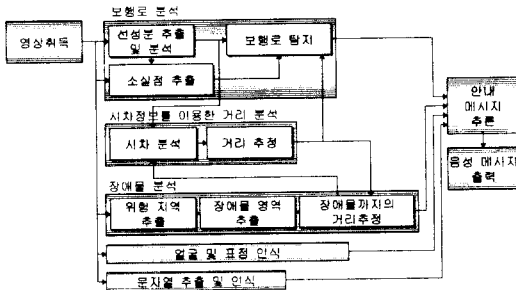 보행로 분석
영상취득
선성분 추출
및 분석
보행로 탐지
소실점 추출
안내
메시지
추론
시차정보를 이용한 거리 분석
시차 분석
거리 추정
음성 메시지
출력
장애물 분석
위험 지역
추출
장애물 영역
추출
장애물까지의
거리추정
얼굴 및 표정 인식
문자열 추출 및 인식